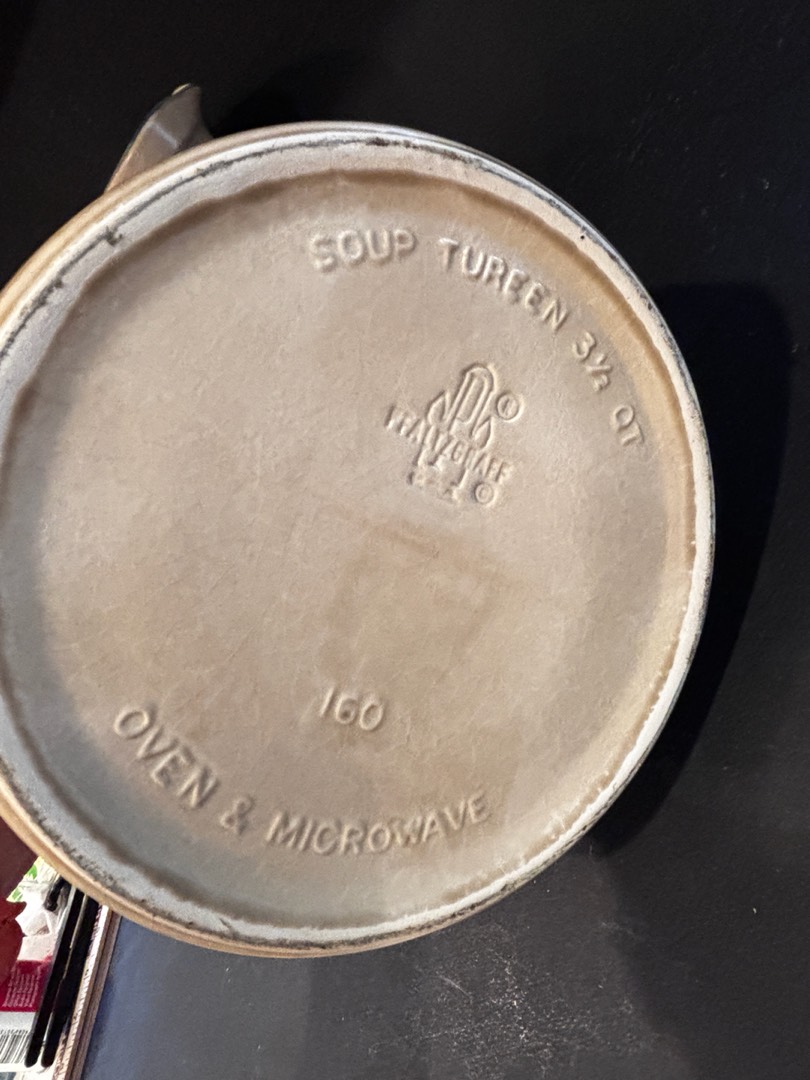 SOUP TUREEN 3½ QT
P ®
PFALTZGRAFF
U S A ©
160
OVEN & MICROWAVE